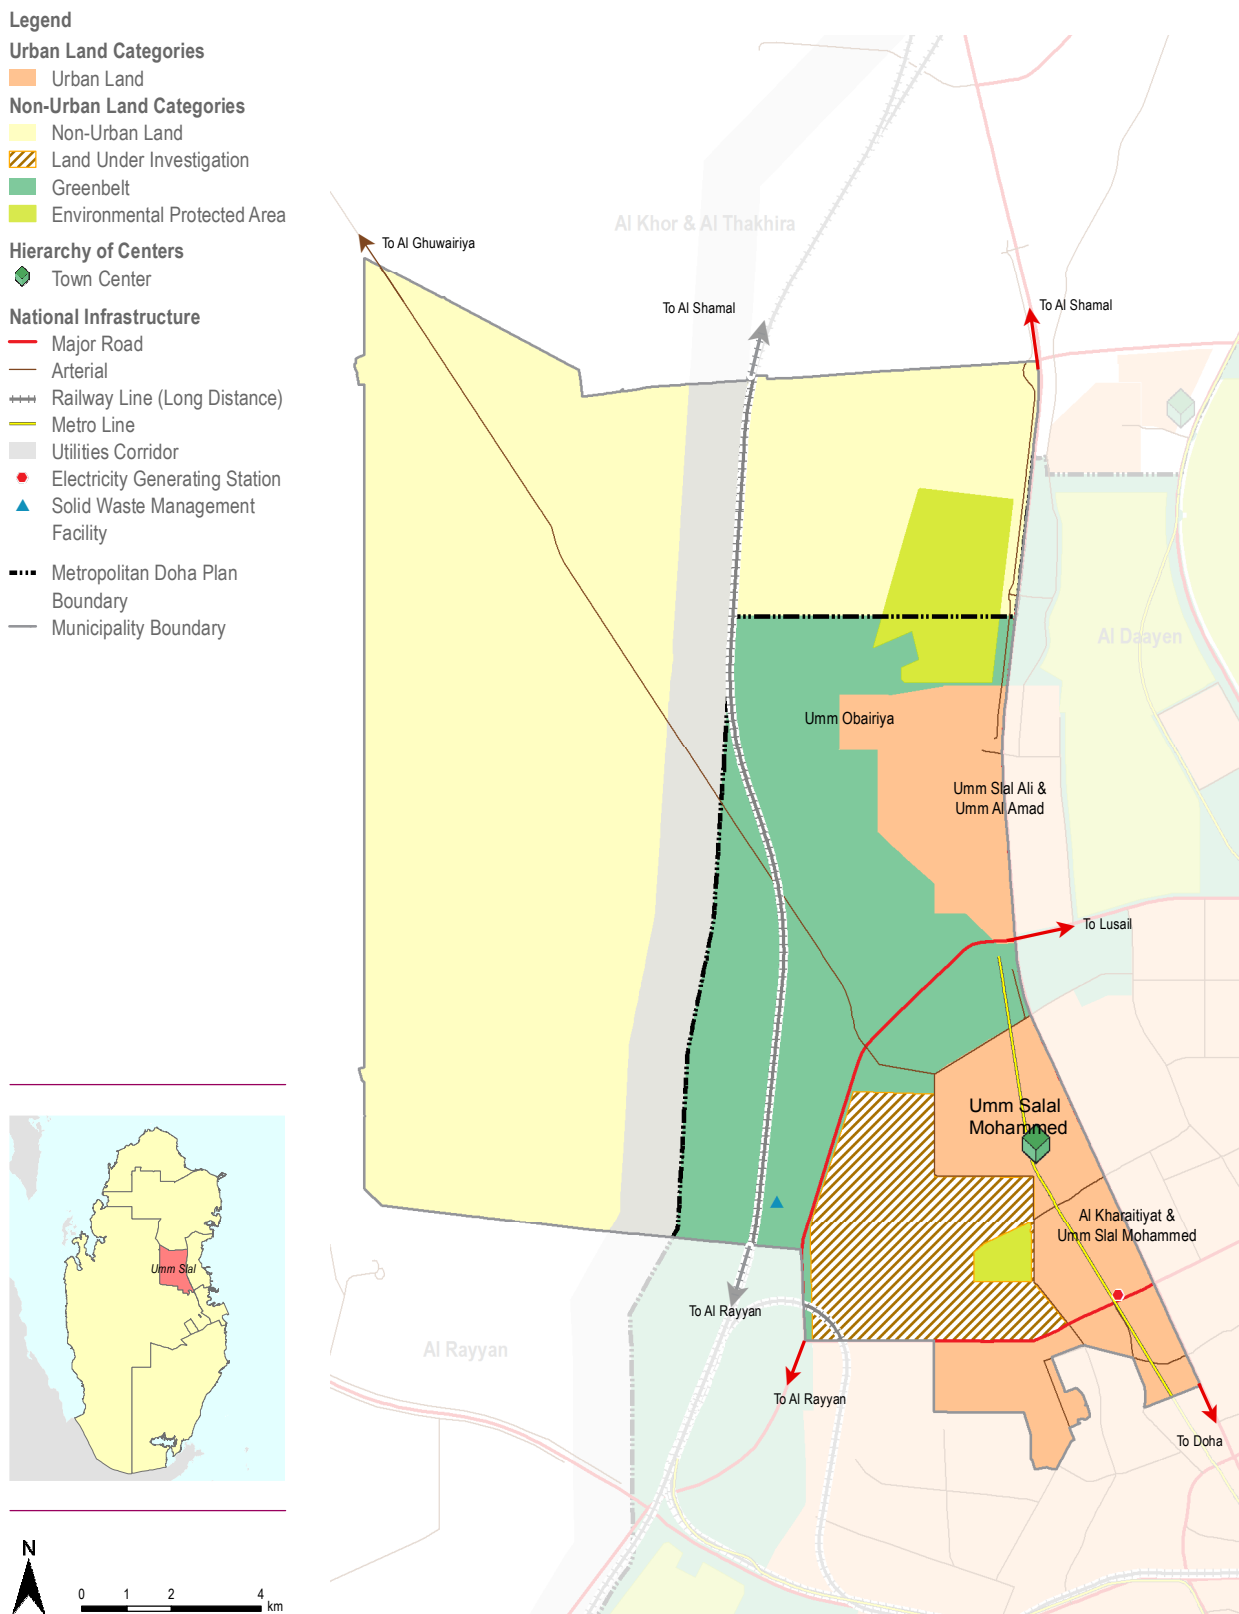 Legend
Urban Land Categories
Urban Land
Non-Urban Land Categories
Non-Urban Land
Land Under Investigation
Greenbelt
Environmental Protected Area
Hierarchy of Centers
Town Center
National Infrastructure
Major Road
Arterial
Railway Line (Long Distance)
Metro Line
Utilities Corridor
Electricity Generating Station
Solid Waste Management
Facility
Metropolitan Doha Plan
Boundary
Municipality Boundary
Umm Slal
N
0 1 2 4
km
Al Khor & Al Thakhira
To Al Ghuwairiya
To Al Shamal
To Al Shamal
Al Daayen
Umm Obairiya
Umm Slal Ali &
Umm Al Amad
To Lusail
Umm Salal
Mohammed
Al Kharaitiyat &
Umm Slal Mohammed
To Al Rayyan
Al Rayyan
To Al Rayyan
To Doha